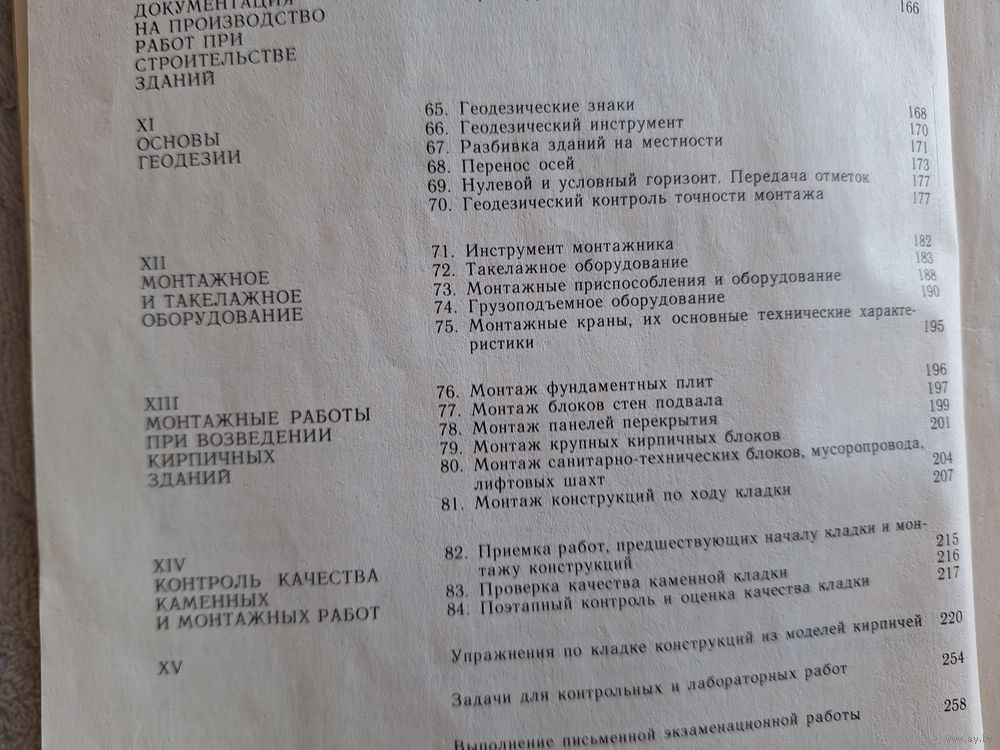 ДОКУМЕНТАЦИЯ
НА ПРОИЗВОДСТВО
РАБОТ ПРИ
СТРОИТЕЛЬСТВЕ
ЗДАНИЙ
166
XI
ОСНОВЫ
ГЕОДЕЗИИ
65. Геодезические знаки 168
66. Геодезический инструмент 170
67. Разбивка зданий на местности 171
68. Перенос осей 173
69. Нулевой и условный горизонт. Передача отметок 177
70. Геодезический контроль точности монтажа 177
XII
МОНТАЖНОЕ
И ТАКЕЛАЖНОЕ
ОБОРУДОВАНИЕ
71. Инструмент монтажника 182
72. Такелажное оборудование 183
73. Монтажные приспособления и оборудование 188
74. Грузоподъемное оборудование 190
75. Монтажные краны, их основные технические характе-
ристики 195
XIII
МОНТАЖНЫЕ РАБОТЫ
ПРИ ВОЗВЕДЕНИИ
КИРПИЧНЫХ
ЗДАНИЙ
76. Монтаж фундаментных плит 196
77. Монтаж блоков стен подвала 197
78. Монтаж панелей перекрытия 199
79. Монтаж крупных кирпичных блоков 201
80. Монтаж санитарно-технических блоков, мусоропровода,
лифтовых шахт 204
81. Монтаж конструкций по ходу кладки 207
XIV
КОНТРОЛЬ КАЧЕСТВА
КАМЕННЫХ
И МОНТАЖНЫХ РАБОТ
82. Приемка работ, предшествующих началу кладки и мон-
тажу конструкций 215
83. Проверка качества каменной кладки 216
84. Поэтапный контроль и оценка качества кладки 217
XV
Упражнения по кладке конструкций из моделей кирпичей 220
Задачи для контрольных и лабораторных работ 254
Выполнение письменной экзаменационной работы 258